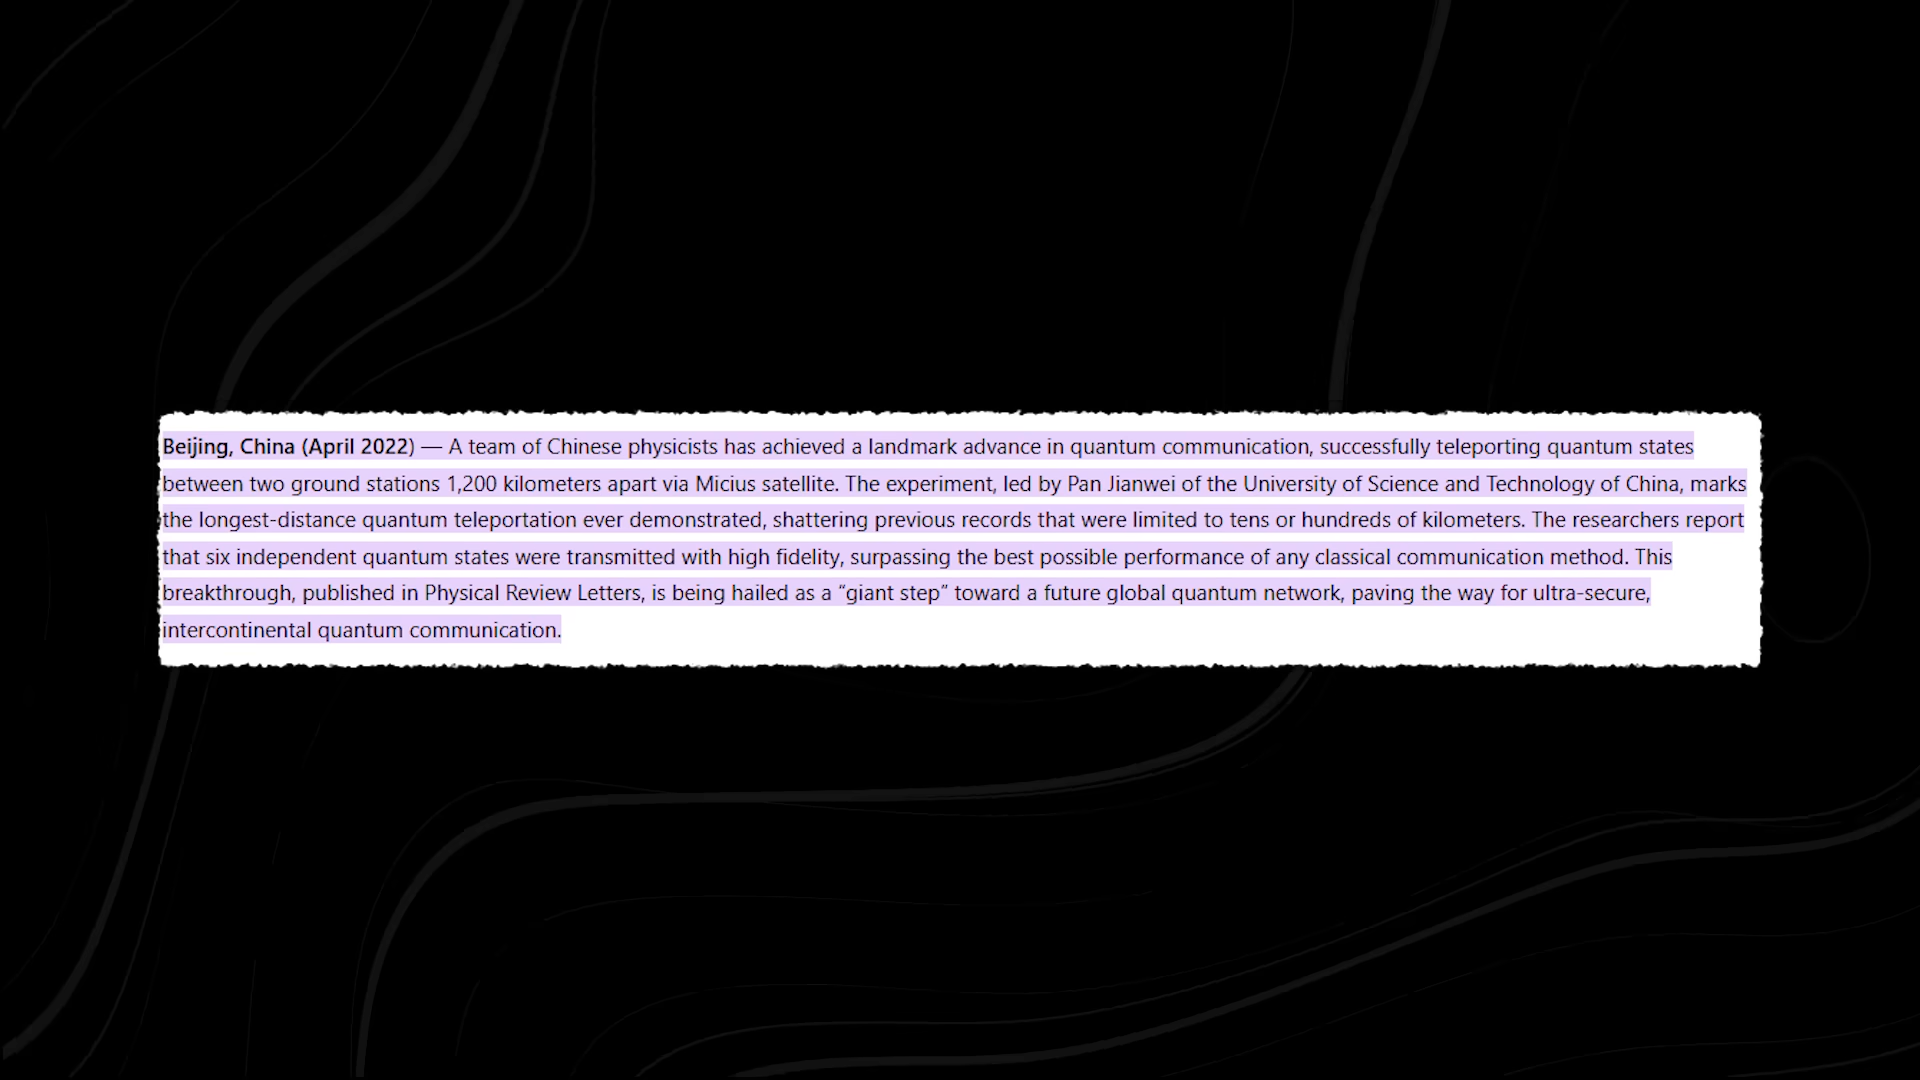 Beijing, China (April 2022) — A team of Chinese physicists has achieved a landmark advance in quantum communication, successfully teleporting quantum states
between two ground stations 1,200 kilometers apart via Micius satellite. The experiment, led by Pan Jianwei of the University of Science and Technology of China, marks
the longest-distance quantum teleportation ever demonstrated, shattering previous records that were limited to tens or hundreds of kilometers. The researchers report
that six independent quantum states were transmitted with high fidelity, surpassing the best possible performance of any classical communication method. This
breakthrough, published in Physical Review Letters, is being hailed as a “giant step” toward a future global quantum network, paving the way for ultra-secure,
intercontinental quantum communication.